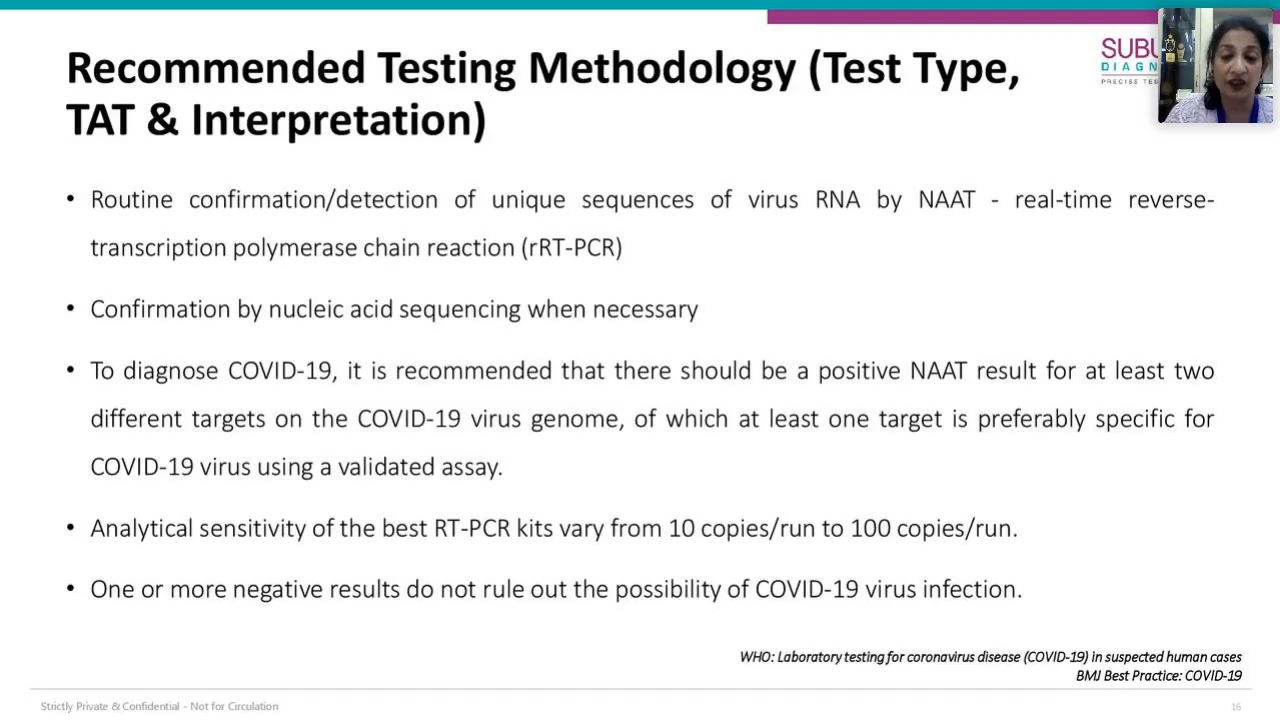 Recommended Testing Methodology (Test Type,
TAT & Interpretation)
• Routine confirmation/detection of unique sequences of virus RNA by NAAT - real-time reverse-
transcription polymerase chain reaction (rRT-PCR)
• Confirmation by nucleic acid sequencing when necessary
• To diagnose COVID-19, it is recommended that there should be a positive NAAT result for at least two
different targets on the COVID-19 virus genome, of which at least one target is preferably specific for
COVID-19 virus using a validated assay.
• Analytical sensitivity of the best RT-PCR kits vary from 10 copies/run to 100 copies/run.
• One or more negative results do not rule out the possibility of COVID-19 virus infection.
WHO: Laboratory testing for coronavirus disease (COVID-19) in suspected human cases
BMJ Best Practice: COVID-19
Strictly Private & Confidential - Not for Circulation
16